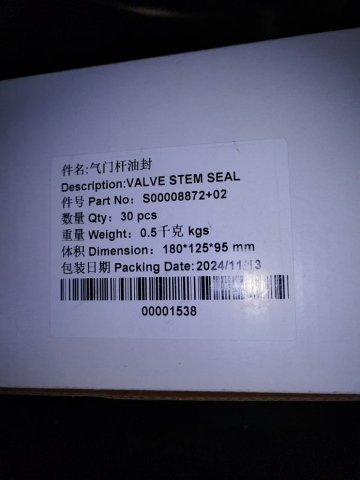 件名:气门杆油封
Description:VALVE STEM SEAL
件号 Part No：S00008872+02
数量 Qty：30 pcs
重量 Weight：0.5千克 kgs
体积 Dimension：180*125*95 mm
包装日期 Packing Date:2024/11/13
00001538